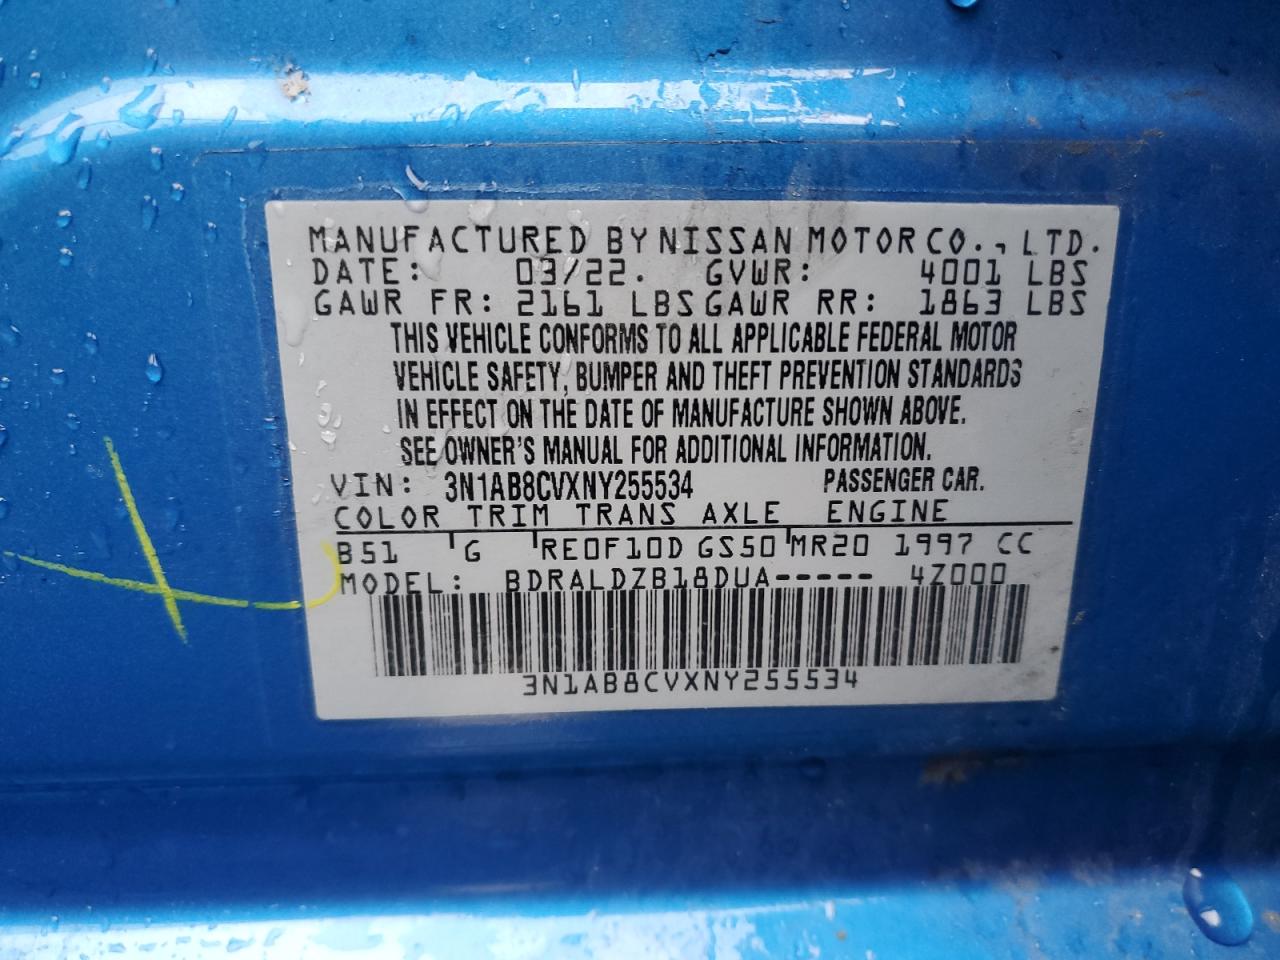 MANUFACTURED BY NISSAN MOTOR CO., LTD.
DATE: 03/22. GVWR: 4001 LBS
GAWR FR: 2161 LBS GAWR RR: 1863 LBS
THIS VEHICLE CONFORMS TO ALL APPLICABLE FEDERAL MOTOR
VEHICLE SAFETY, BUMPER AND THEFT PREVENTION STANDARDS
IN EFFECT ON THE DATE OF MANUFACTURE SHOWN ABOVE.
SEE OWNER'S MANUAL FOR ADDITIONAL INFORMATION.
VIN: 3N1AB8CVXNY255534 PASSENGER CAR.
COLOR TRIM TRANS AXLE ENGINE
B51 G RE0F10D GS50 MR20 1997 CC
MODEL: BDRALDZB18DUA----- 4Z000
3N1AB8CVXNY255534